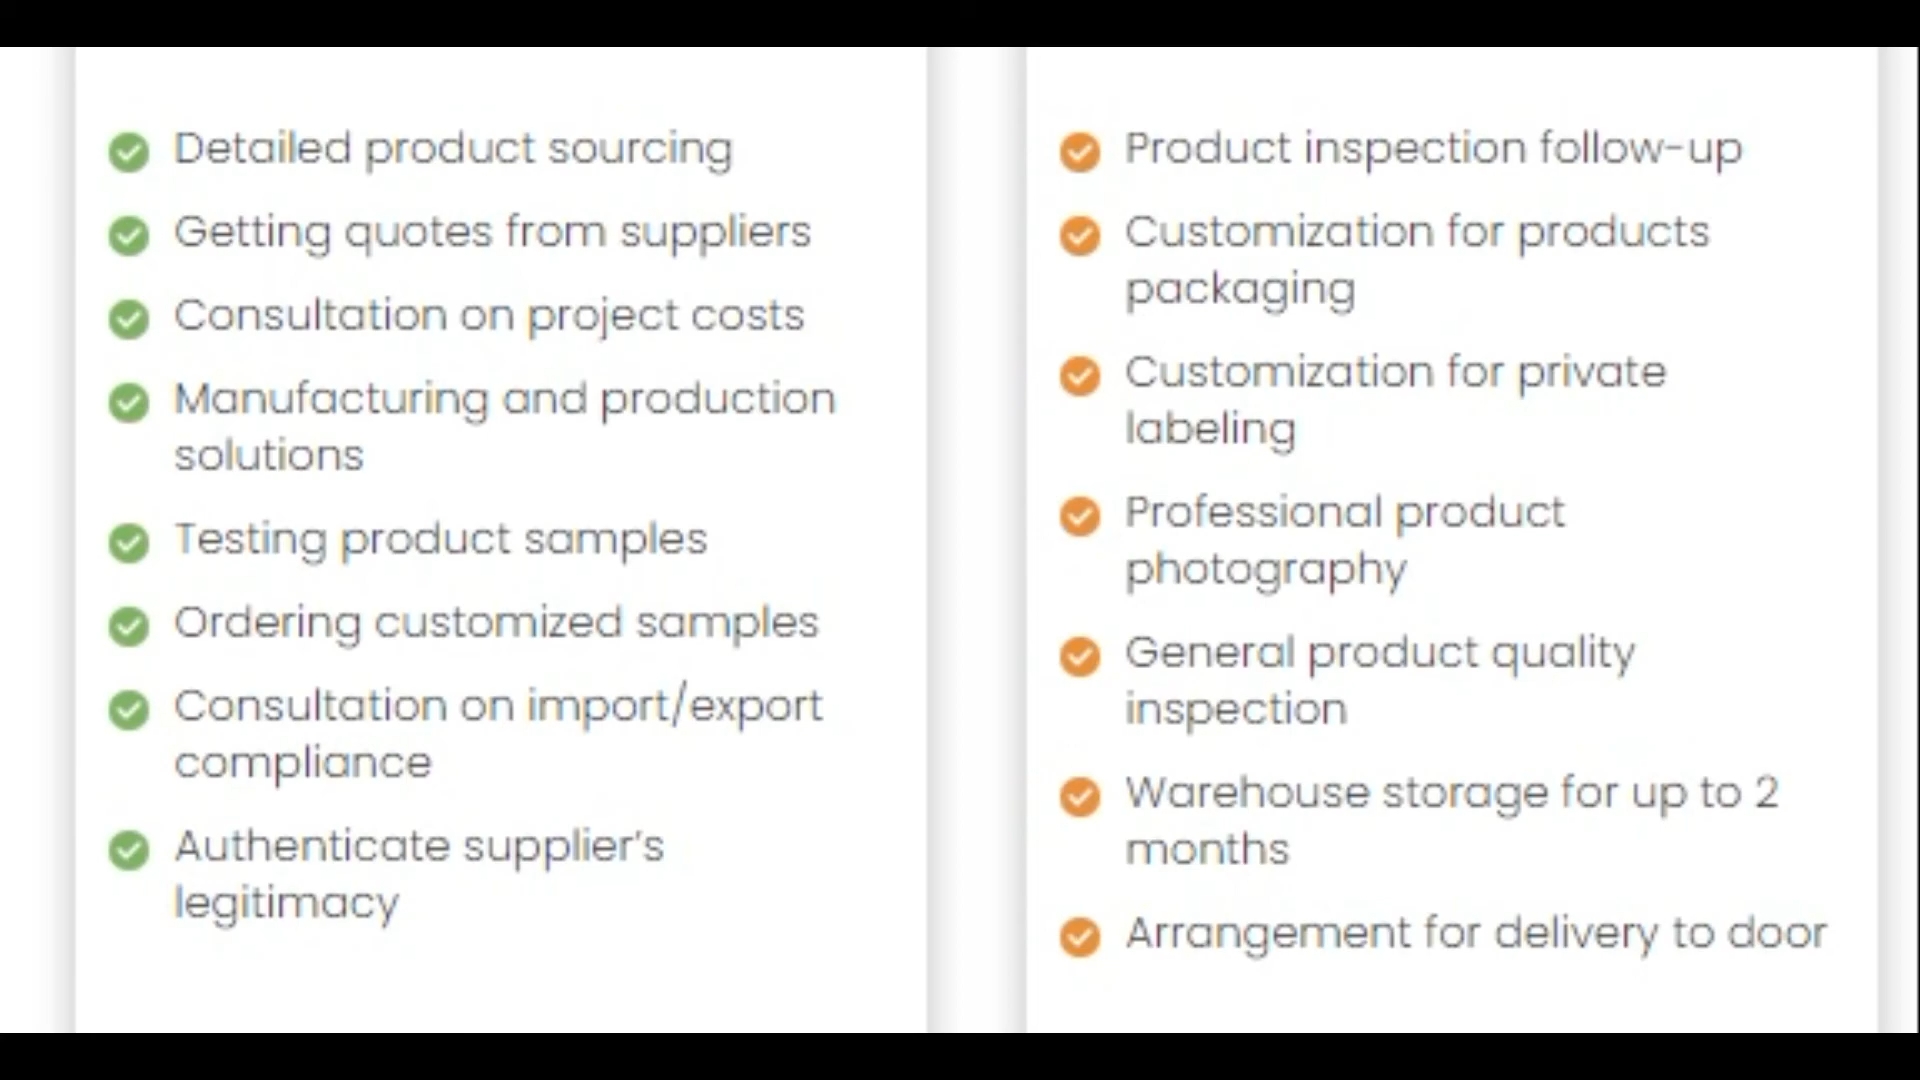 Detailed product sourcing
Getting quotes from suppliers
Consultation on project costs
Manufacturing and production
solutions
Testing product samples
Ordering customized samples
Consultation on import/export
compliance
Authenticate supplier’s
legitimacy
Product inspection follow-up
Customization for products
packaging
Customization for private
labeling
Professional product
photography
General product quality
inspection
Warehouse storage for up to 2
months
Arrangement for delivery to door